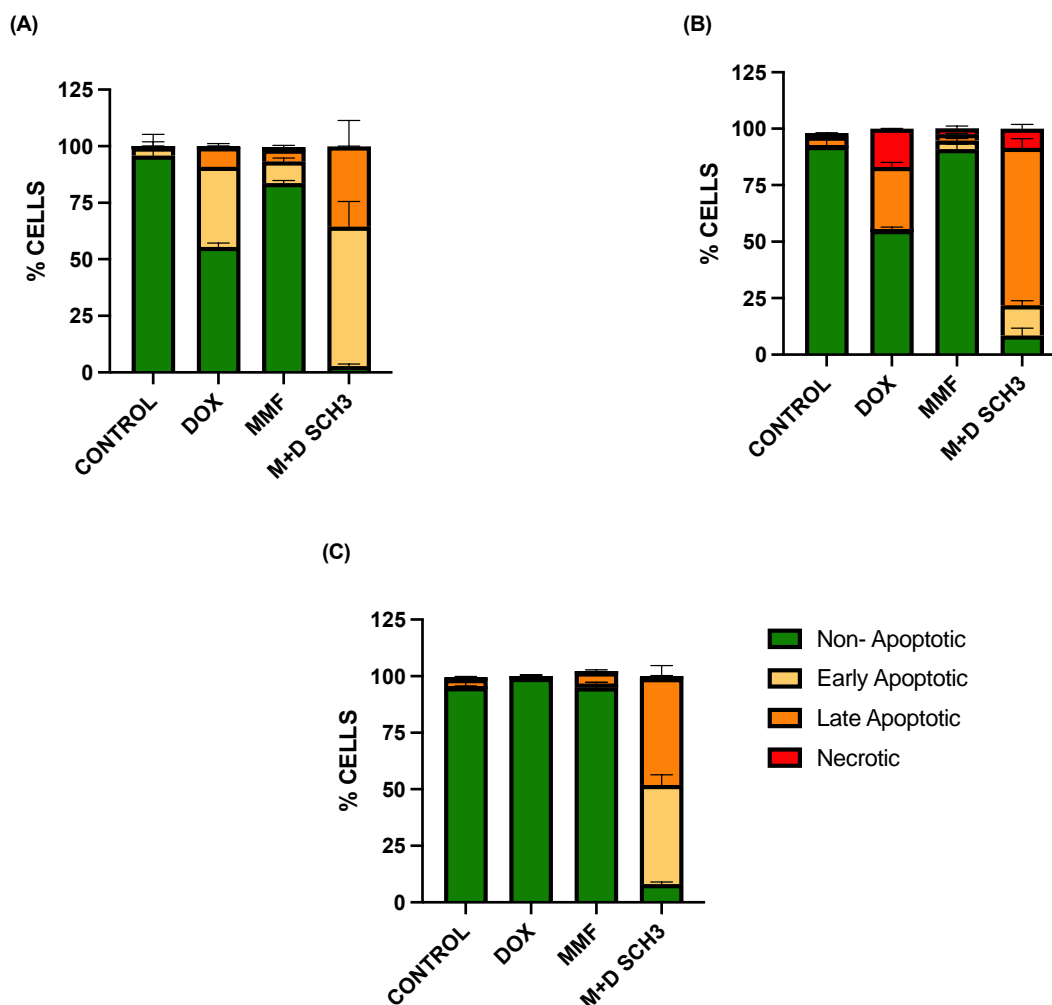 (A)
125
100
75
50
25
0
% CELLS
CONTROL
DOX
MMF
M+D SCH3
(B)
125
100
75
50
25
0
% CELLS
CONTROL
DOX
MMF
M+D SCH3
(C)
125
100
75
50
25
0
% CELLS
CONTROL
DOX
MMF
M+D SCH3
Non- Apoptotic
Early Apoptotic
Late Apoptotic
Necrotic